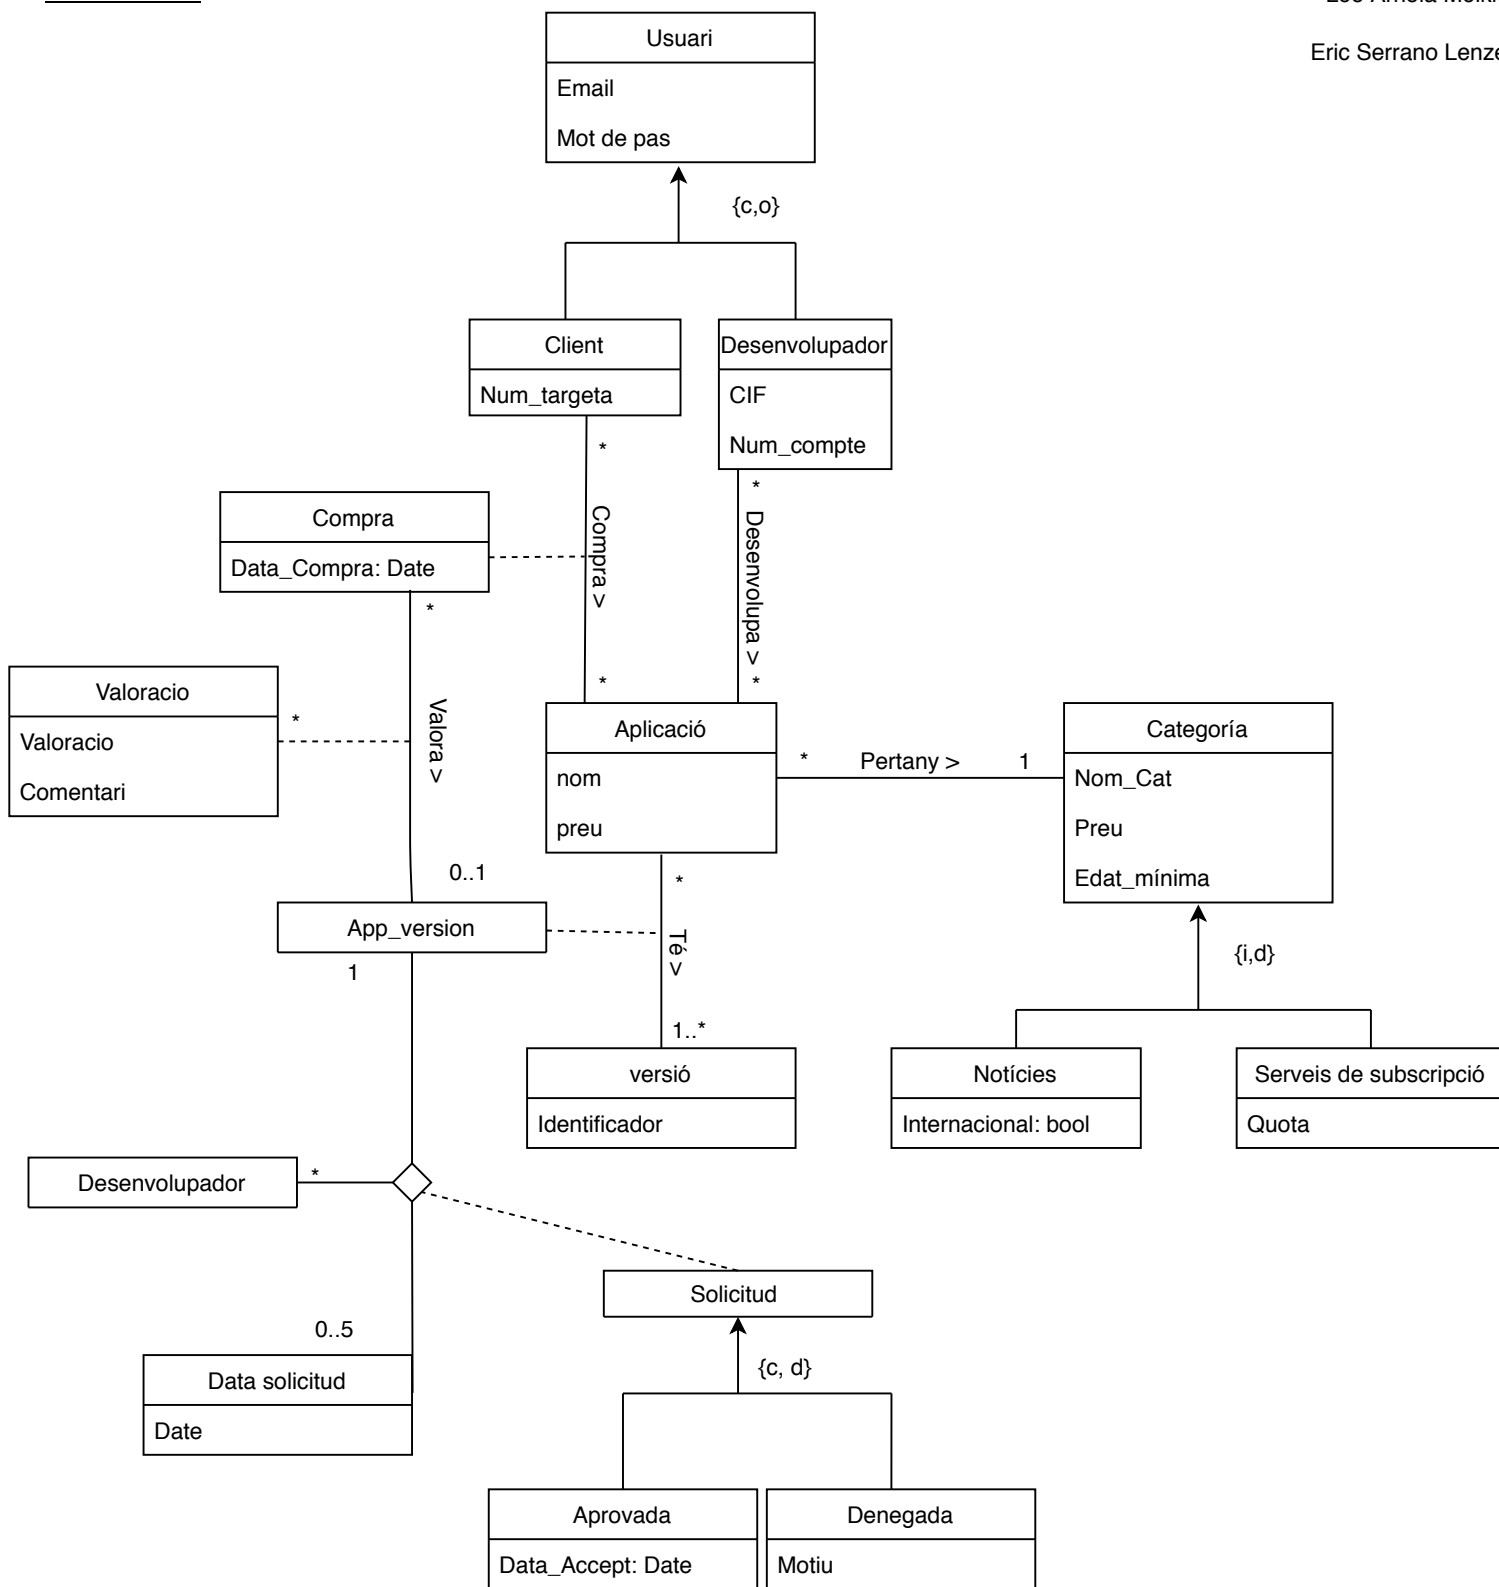 Eric Serrano Lenz
Usuari
Email
Mot de pas
{c,o}
Client
Num_targeta
Desenvolupador
CIF
Num_compte
*
*
Compra >
Desenvolupa >
Compra
Data_Compra: Date
*
*
*
Valoracio
Valoracio
Comentari
*
Valora >
0..1
Aplicació
nom
preu
*
Pertany >
1
Categoría
Nom_Cat
Preu
Edat_mínima
*
Té >
1..*
App_version
1
{i,d}
versió
Identificador
Notícies
Internacional: bool
Serveis de subscripció
Quota
Desenvolupador
*
Solicitud
0..5
Data solicitud
Date
{c, d}
Aprovada
Data_Accept: Date
Denegada
Motiu